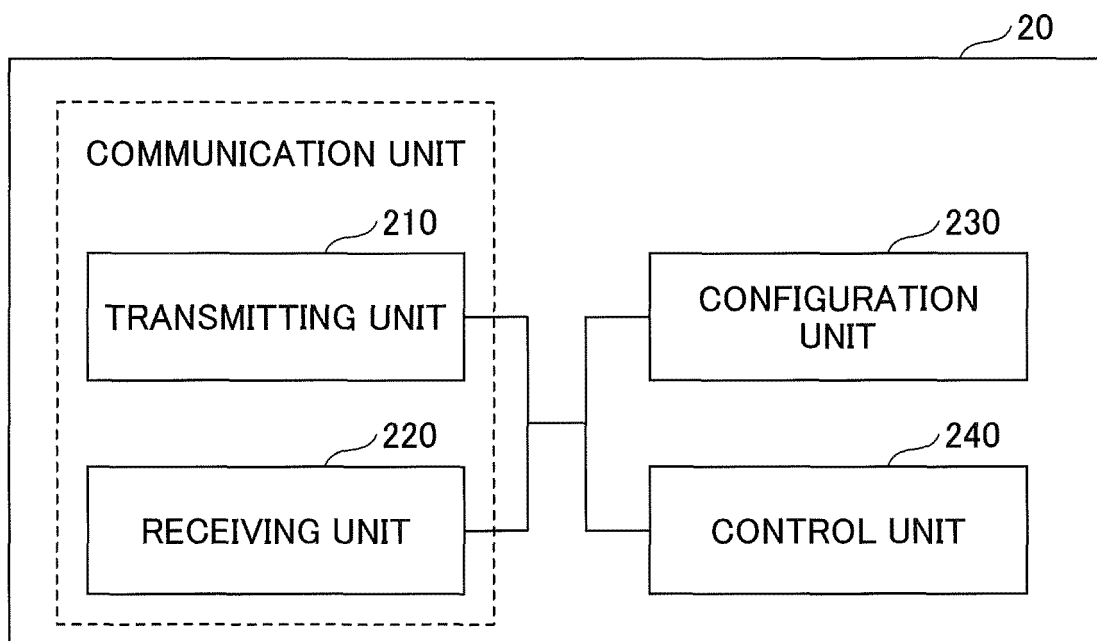 20
COMMUNICATION UNIT
210
TRANSMITTING UNIT
220
RECEIVING UNIT
230
CONFIGURATION
UNIT
240
CONTROL UNIT